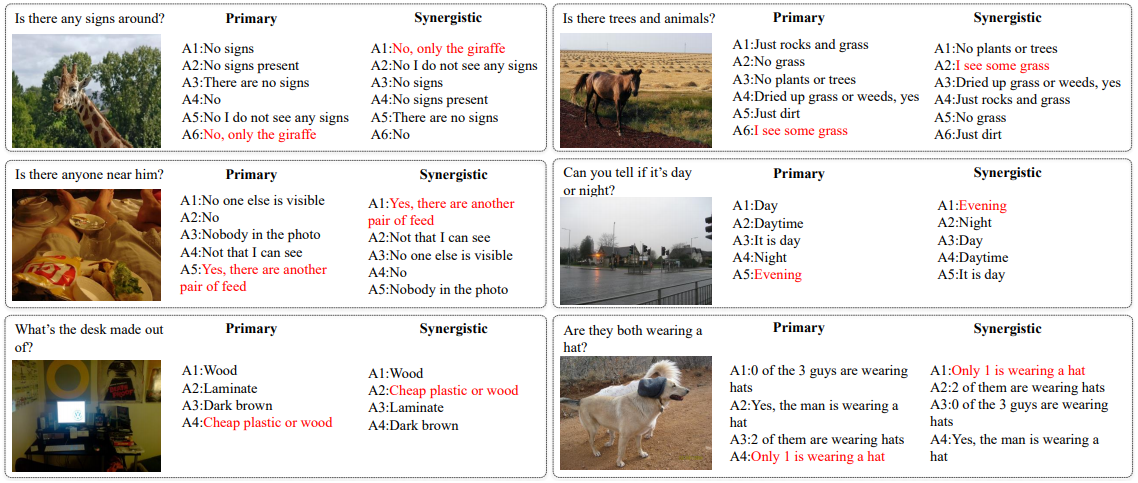 Is there any signs around?
Primary
Synergistic
A1:No signs
A2:No signs present
A3:There are no signs
A4:No
A5:No I do not see any signs
A6:No, only the giraffe
A1:No, only the giraffe
A2:No I do not see any signs
A3:No signs
A4:No signs present
A5:There are no signs
A6:No
Is there trees and animals?
Primary
Synergistic
A1:Just rocks and grass
A2:No grass
A3:No plants or trees
A4:Dried up grass or weeds, yes
A5:Just dirt
A6:I see some grass
A1:No plants or trees
A2:I see some grass
A3:Dried up grass or weeds, yes
A4:Just rocks and grass
A5:No grass
A6:Just dirt
Is there anyone near him?
Primary
Synergistic
A1:No one else is visible
A2:No
A3:Nobody in the photo
A4:Not that I can see
A5:Yes, there are another
pair of feed
A1:Yes, there are another
pair of feed
A2:Not that I can see
A3:No one else is visible
A4:No
A5:Nobody in the photo
Can you tell if it's day
or night?
Primary
Synergistic
A1:Day
A2:Daytime
A3:It is day
A4:Night
A5:Evening
A1:Evening
A2:Night
A3:Day
A4:Daytime
A5:It is day
What's the desk made out
of?
Primary
Synergistic
A1:Wood
A2:Laminate
A3:Dark brown
A4:Cheap plastic or wood
A1:Wood
A2:Cheap plastic or wood
A3:Laminate
A4:Dark brown
Are they both wearing a
hat?
Primary
Synergistic
A1:0 of the 3 guys are wearing
hats
A2:Yes, the man is wearing a
hat
A3:2 of them are wearing hats
A4:Only 1 is wearing a hat
A1:Only 1 is wearing a hat
A2:2 of them are wearing hats
A3:0 of the 3 guys are wearing
hats
A4:Yes, the man is wearing a
hat